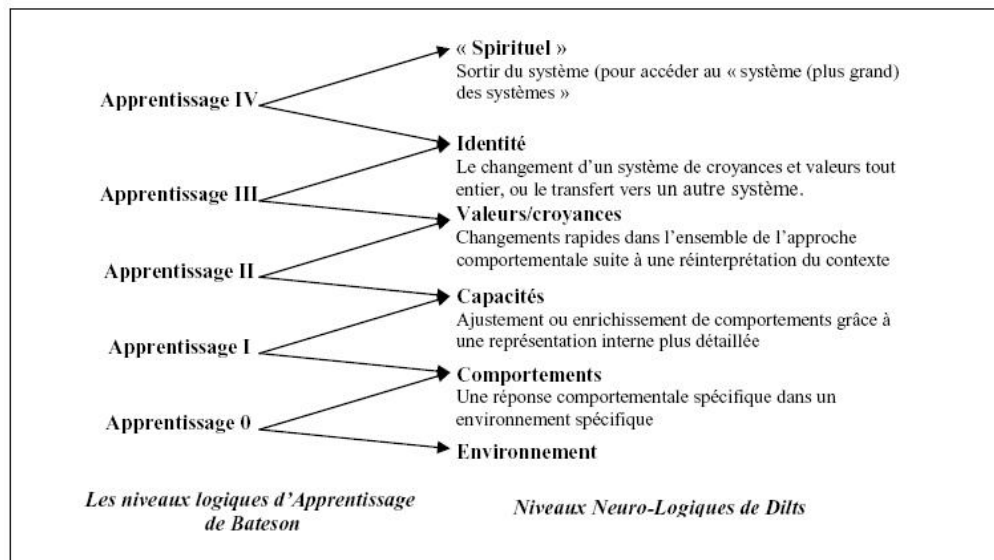 « Spirituel »
Sortir du système (pour accéder au « système (plus grand)
des systèmes »
Apprentissage IV
Identité
Le changement d'un système de croyances et valeurs tout
entier, ou le transfert vers un autre système.
Apprentissage III
Valeurs/croyances
Changements rapides dans l'ensemble de l'approche
comportementale suite à une réinterprétation du contexte
Apprentissage II
Capacités
Ajustement ou enrichissement de comportements grâce à
une représentation interne plus détaillée
Apprentissage I
Comportements
Une réponse comportementale spécifique dans un
environnement spécifique
Apprentissage 0
Environnement
Les niveaux logiques d'Apprentissage
de Bateson
Niveaux Neuro-Logiques de Dilts